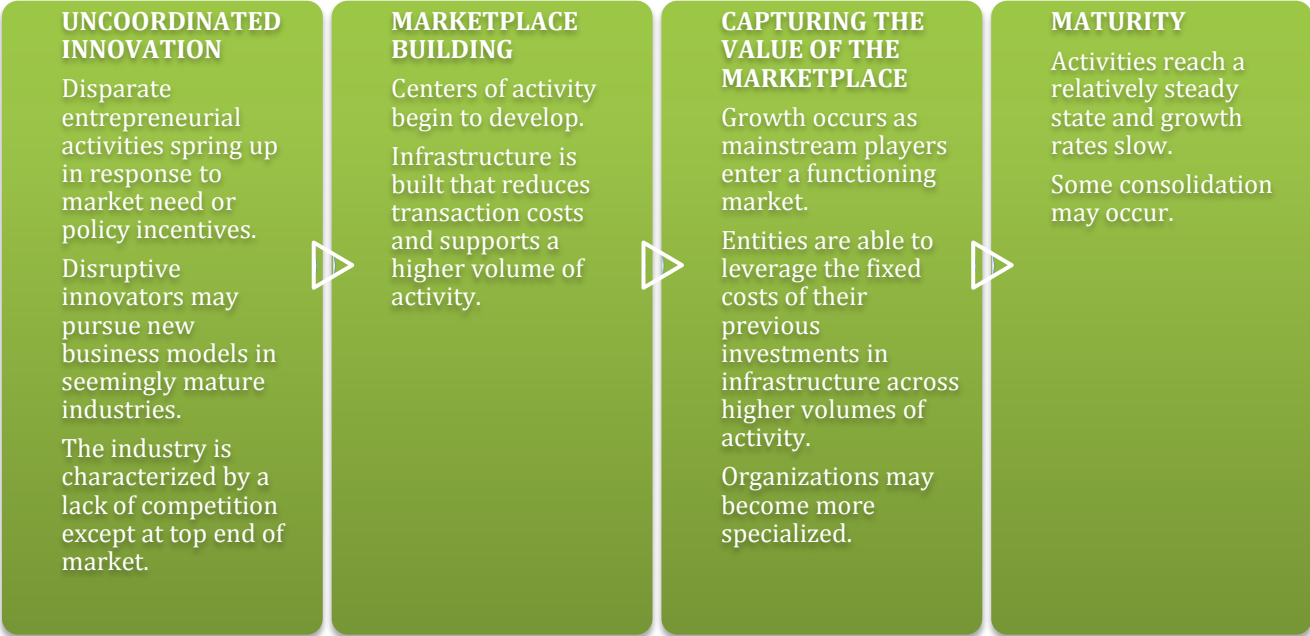 UNCOORDINATED
INNOVATION
Disparate
entrepreneurial
activities spring up
in response to
market need or
policy incentives.
Disruptive
innovators may
pursue new
business models in
seemingly mature
industries.
The industry is
characterized by a
lack of competition
except at top end of
market.
MARKETPLACE
BUILDING
Centers of activity
begin to develop.
Infrastructure is
built that reduces
transaction costs
and supports a
higher volume of
activity.
CAPTURING THE
VALUE OF THE
MARKETPLACE
Growth occurs as
mainstream players
enter a functioning
market.
Entities are able to
leverage the fixed
costs of their
previous
investments in
infrastructure across
higher volumes of
activity.
Organizations may
become more
specialized.
MATURITY
Activities reach a
relatively steady
state and growth
rates slow.
Some consolidation
may occur.